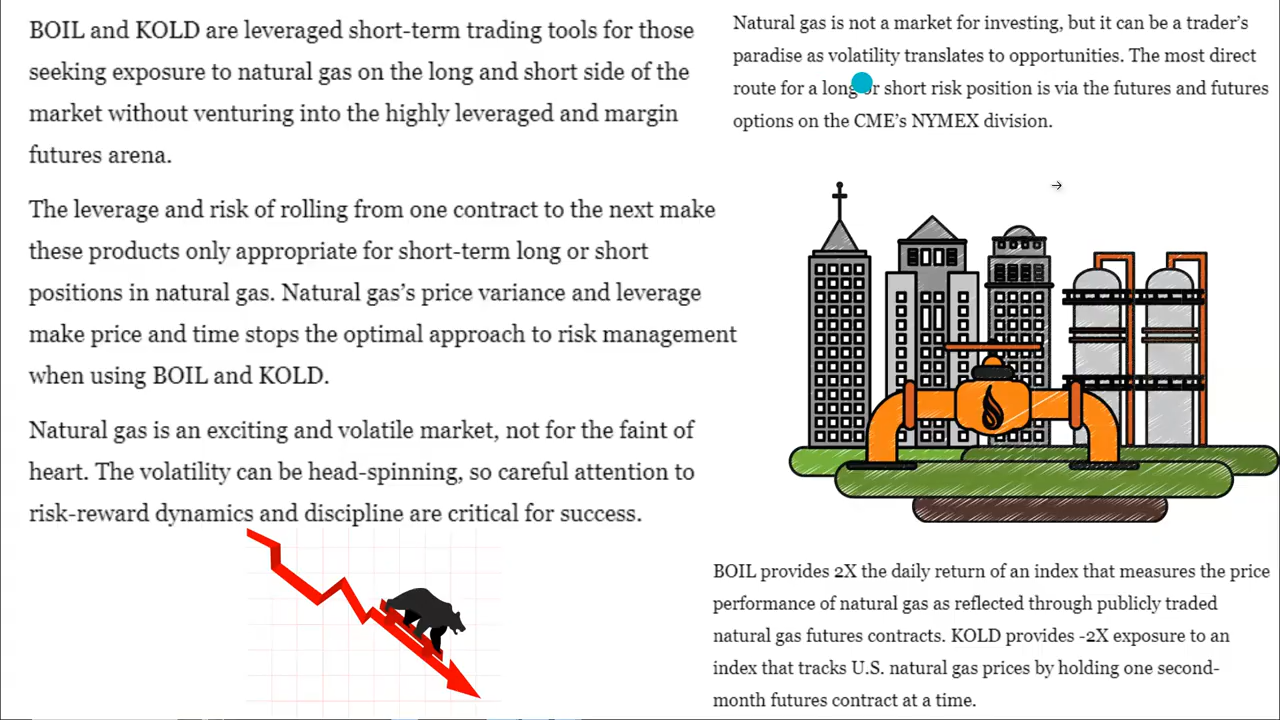 BOIL and KOLD are leveraged short-term trading tools for those
seeking exposure to natural gas on the long and short side of the
market without venturing into the highly leveraged and margin
futures arena.
The leverage and risk of rolling from one contract to the next make
these products only appropriate for short-term long or short
positions in natural gas. Natural gas’s price variance and leverage
make price and time stops the optimal approach to risk management
when using BOIL and KOLD.
Natural gas is an exciting and volatile market, not for the faint of
heart. The volatility can be head-spinning, so careful attention to
risk-reward dynamics and discipline are critical for success.
Natural gas is not a market for investing, but it can be a trader’s
paradise as volatility translates to opportunities. The most direct
route for a long or short risk position is via the futures and futures
options on the CME’s NYMEX division.
BOIL provides 2X the daily return of an index that measures the price
performance of natural gas as reflected through publicly traded
natural gas futures contracts. KOLD provides -2X exposure to an
index that tracks U.S. natural gas prices by holding one second-
month futures contract at a time.